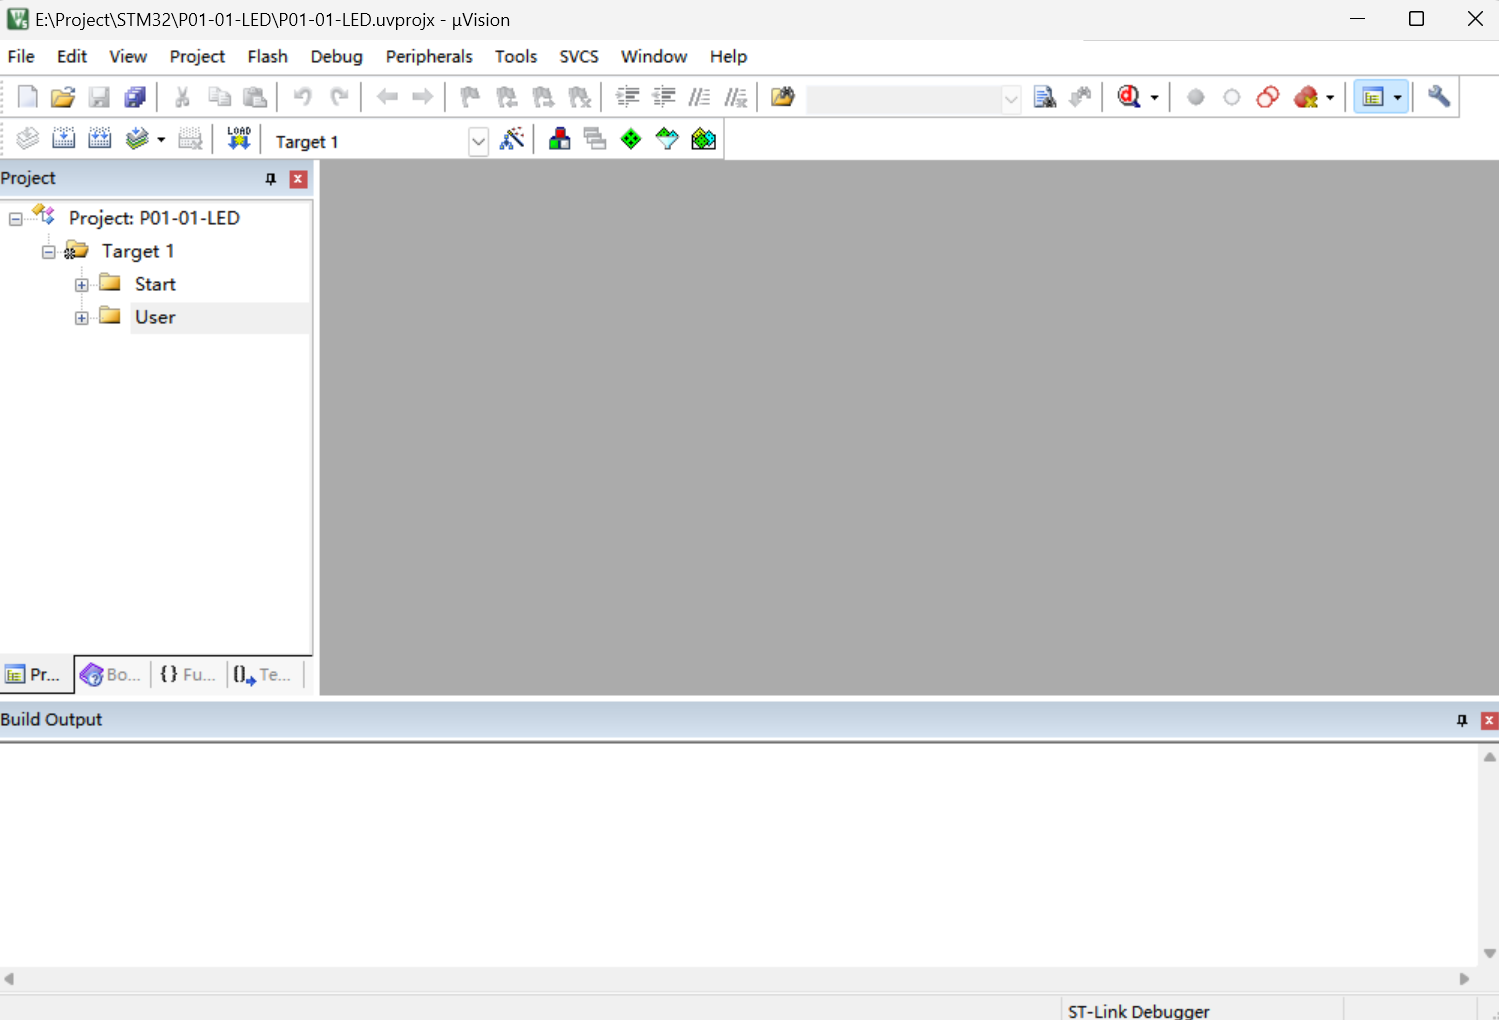 E:\Project\STM32\P01-01-LED\P01-01-LED.uvprojx - µVision
File Edit View Project Flash Debug Peripherals Tools SVCS Window Help
LOAD Target 1
Project
Project: P01-01-LED
Target 1
Start
User
Pr... Bo... {} Fu... Te...
Build Output
ST-Link Debugger